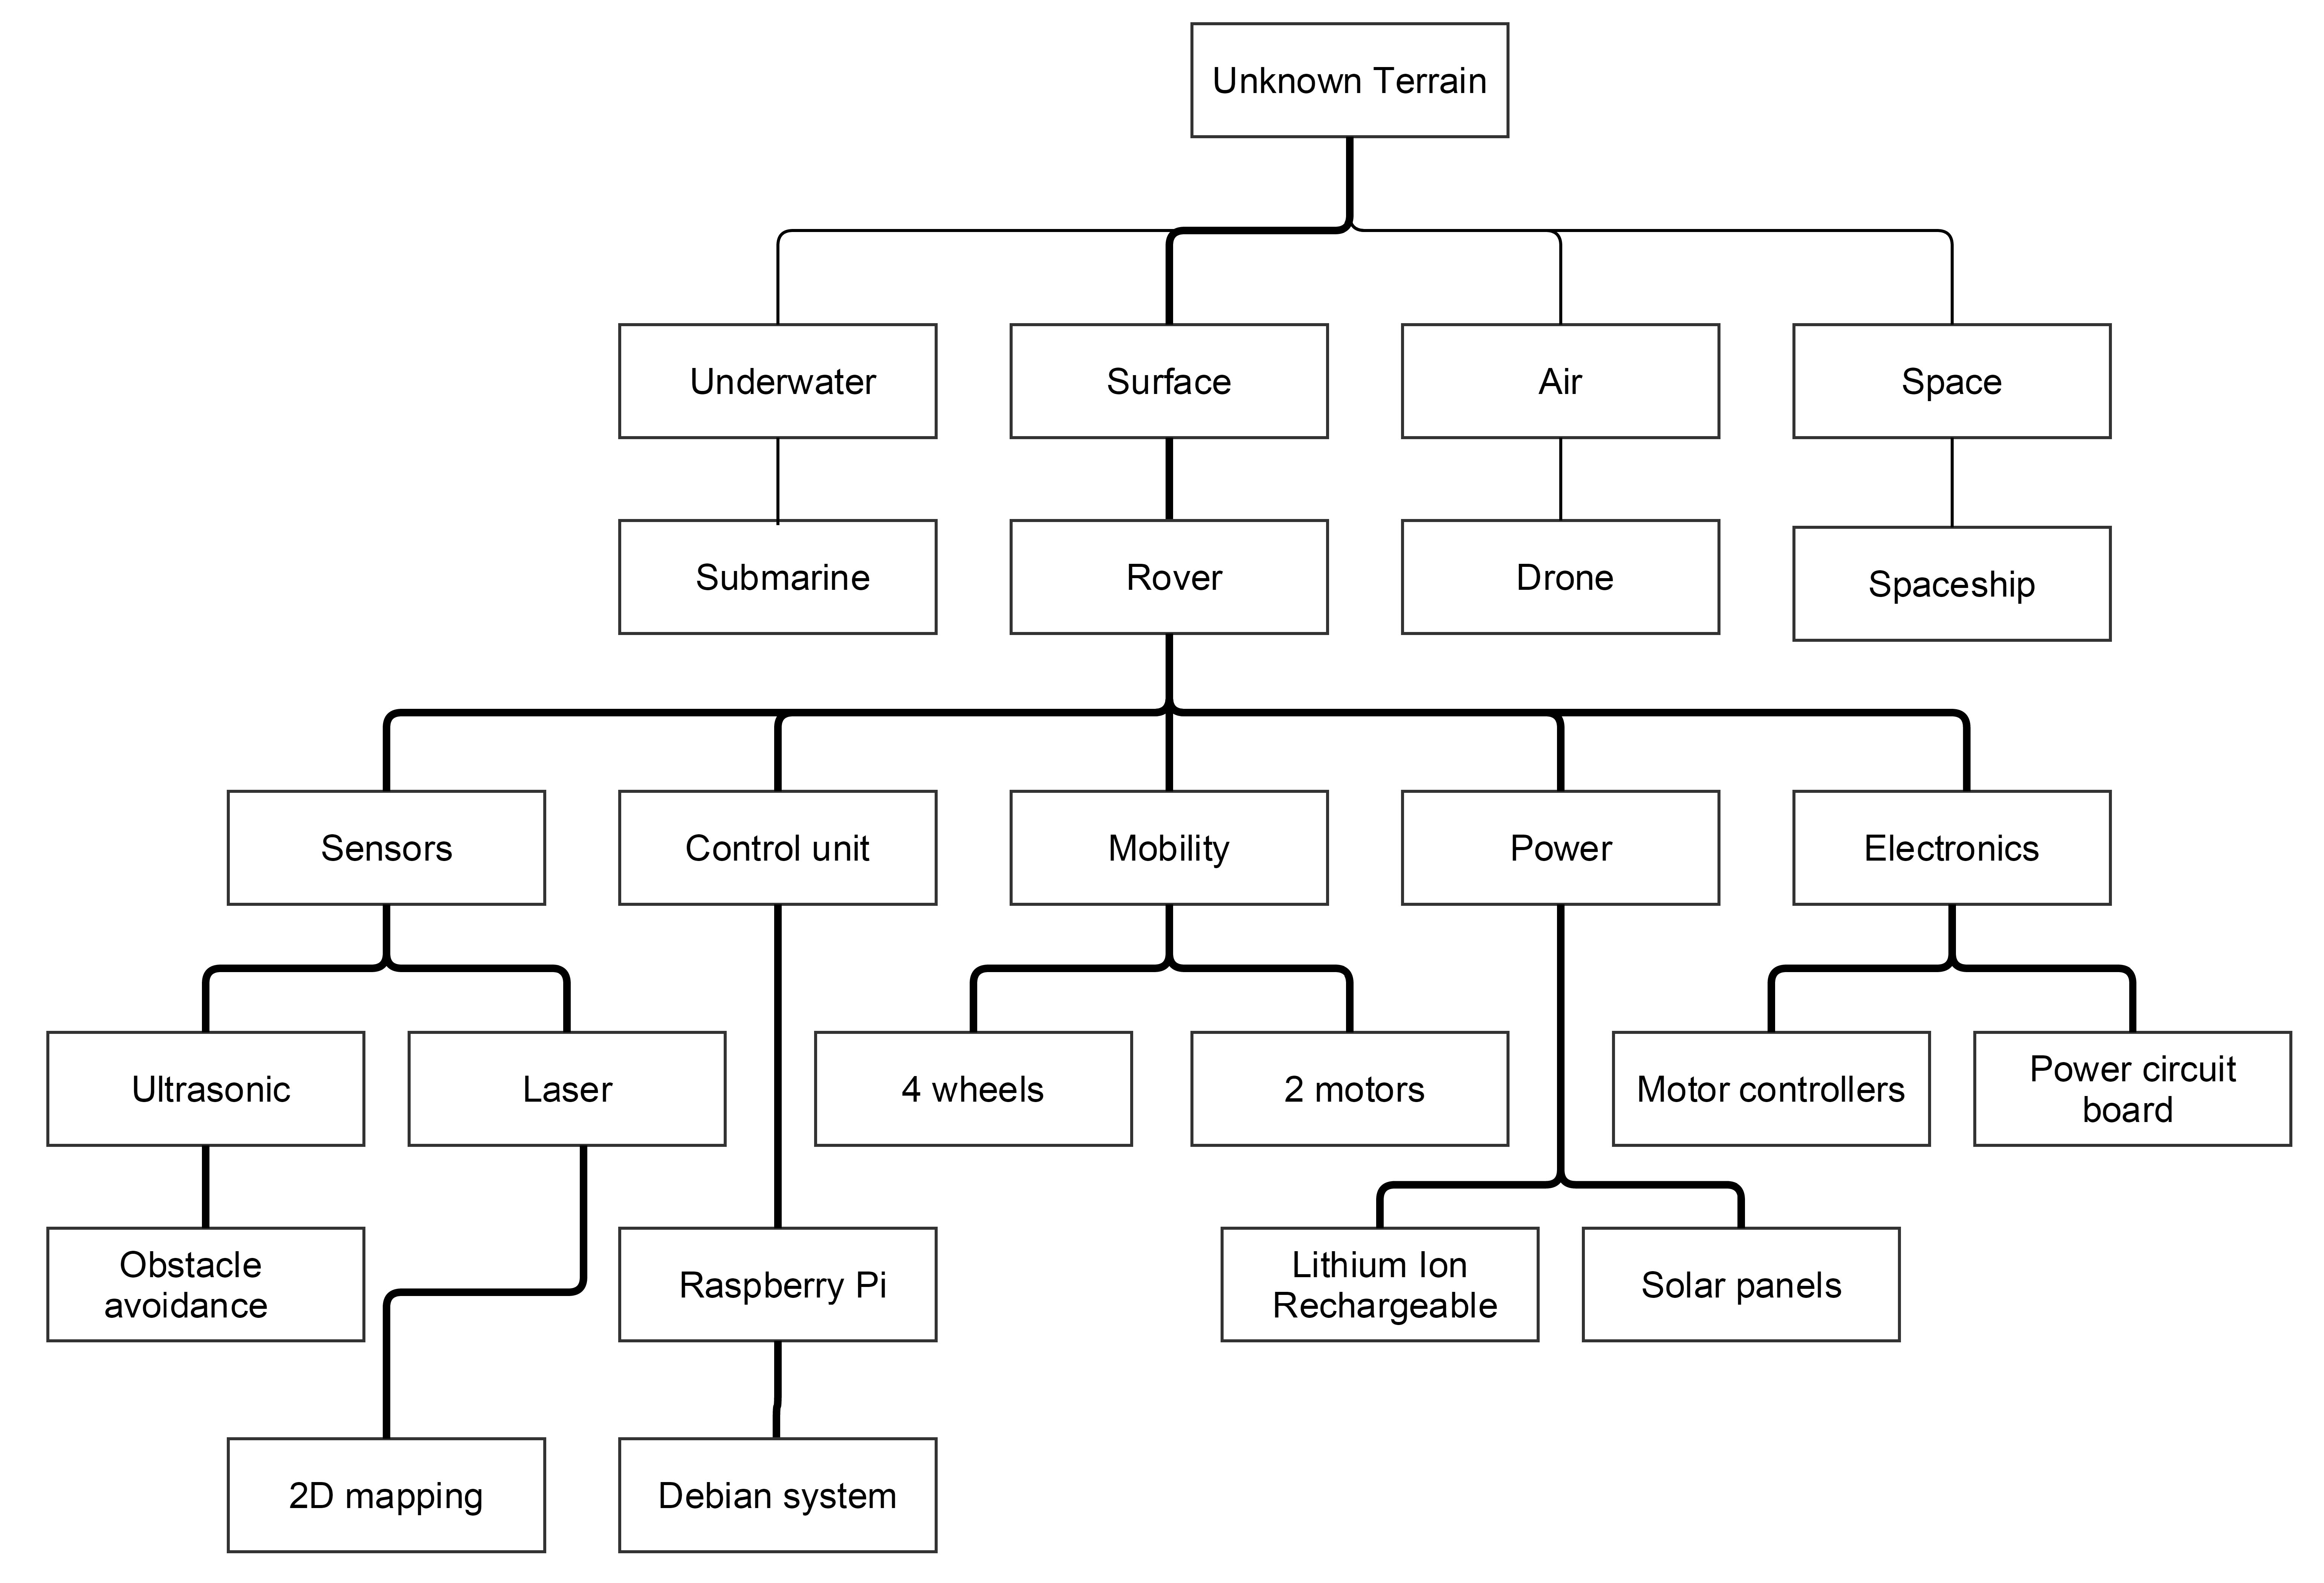 Unknown Terrain
Underwater
Surface
Air
Space
Submarine
Rover
Drone
Spaceship
Sensors
Control unit
Mobility
Power
Electronics
Ultrasonic
Laser
4 wheels
2 motors
Motor controllers
Power circuit
board
Obstacle
avoidance
Raspberry Pi
Lithium Ion
Rechargeable
Solar panels
2D mapping
Debian system